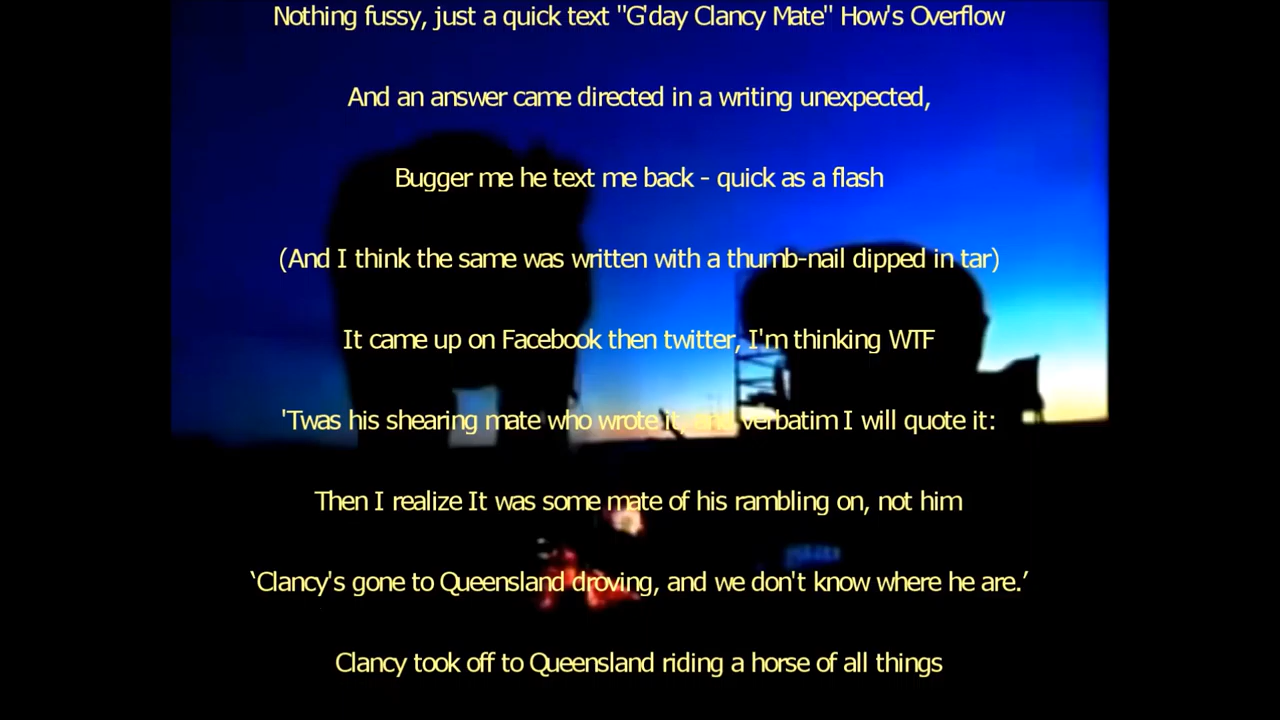 Nothing fussy, just a quick text "G'day Clancy Mate" How's Overflow
And an answer came directed in a writing unexpected,
Bugger me he text me back - quick as a flash
(And I think the same was written with a thumb-nail dipped in tar)
It came up on Facebook then twitter, I'm thinking WTF
'Twas his shearing mate who wrote it, and verbatim I will quote it:
Then I realize It was some mate of his rambling on, not him
‘Clancy's gone to Queensland droving, and we don't know where he are.’
Clancy took off to Queensland riding a horse of all things